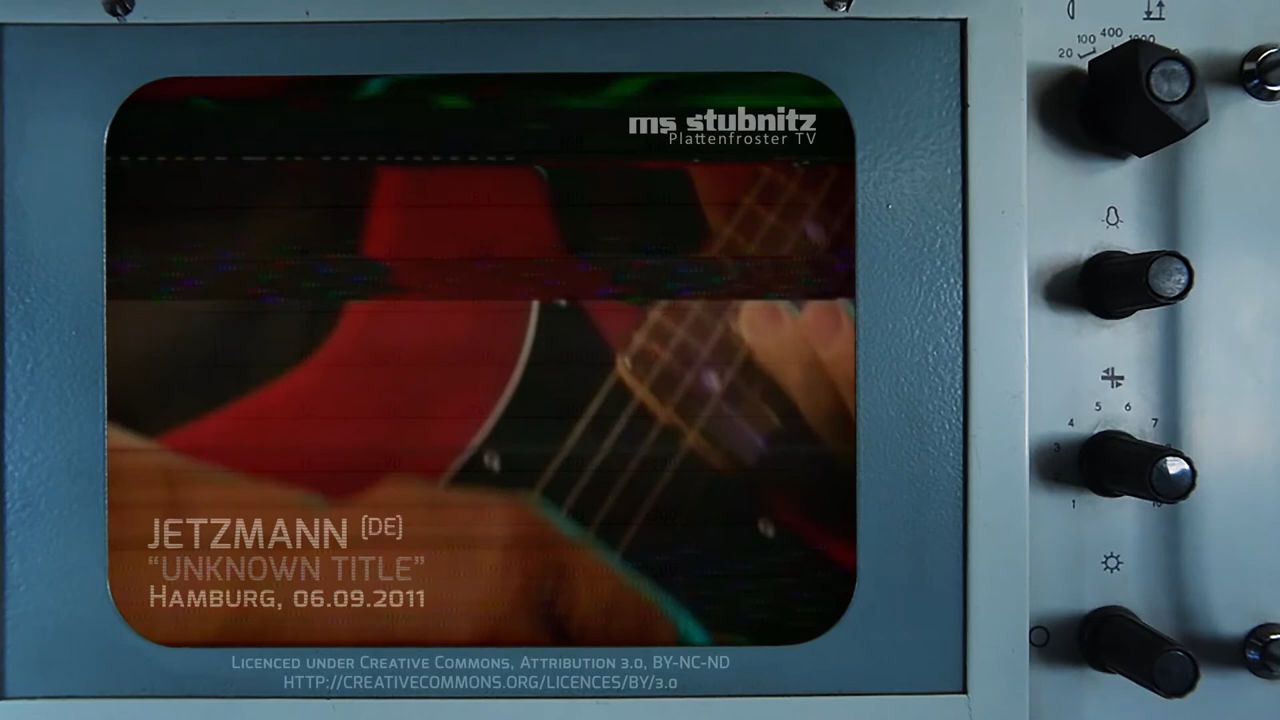 20 100 400 1000
ms stubnitz
Plattenfroster TV
5 6
4 7
3
1 10
JETZMANN [DE]
"UNKNOWN TITLE"
HAMBURG, 06.09.2011
LICENCED UNDER CREATIVE COMMONS, ATTRIBUTION 3.0, BY-NC-ND
HTTP://CREATIVECOMMONS.ORG/LICENCES/BY/3.0